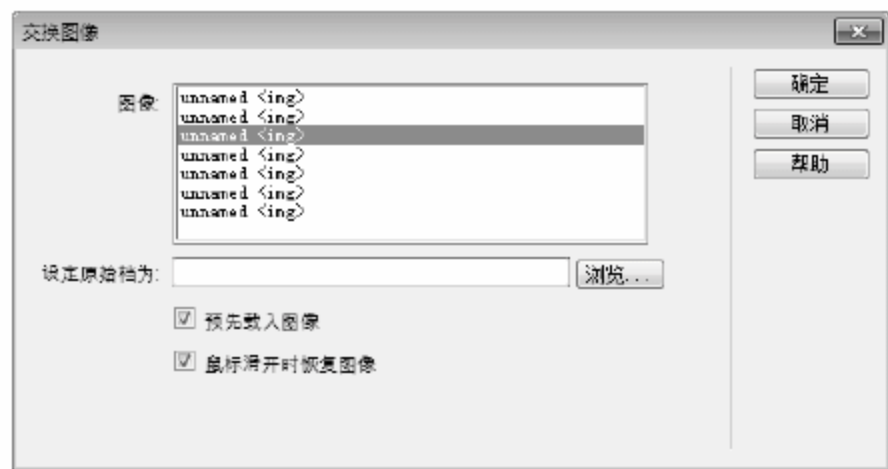 交换图像
图像:
unnamed <img>
unnamed <img>
unnamed <img>
unnamed <img>
unnamed <img>
unnamed <img>
unnamed <img>
设定原始档为:
浏览...
预先载入图像
鼠标滑开时恢复图像
确定
取消
帮助